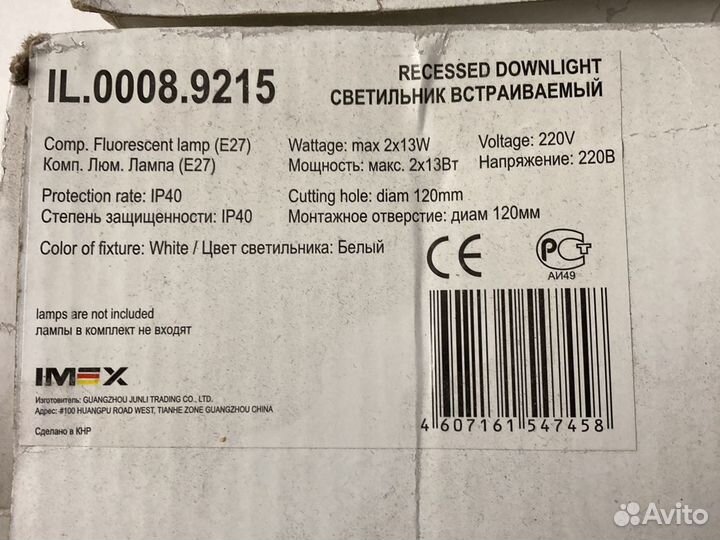 IL.0008.9215
RECESSED DOWNLIGHT
СВЕТИЛЬНИК ВСТРАИВАЕМЫЙ
Comp. Fluorescent lamp (E27)
Комп. Люм. Лампа (E27)
Wattage: max 2x13W
Мощность: макс. 2x13Вт
Voltage: 220V
Напряжение: 220В
Protection rate: IP40
Степень защищенности: IP40
Cutting hole: diam 120mm
Монтажное отверстие: диам 120мм
Color of fixture: White / Цвет светильника: Белый
CE
РСТ
АИ49
lamps are not included
лампы в комплект не входят
IMEX
Изготовитель: GUANGZHOU JUNLI TRADING CO., LTD.
Адрес: #100 HUANGPU ROAD WEST, TIANHE ZONE GUANGZHOU CHINA
Сделано в КНР
4 607161 547458
Avito